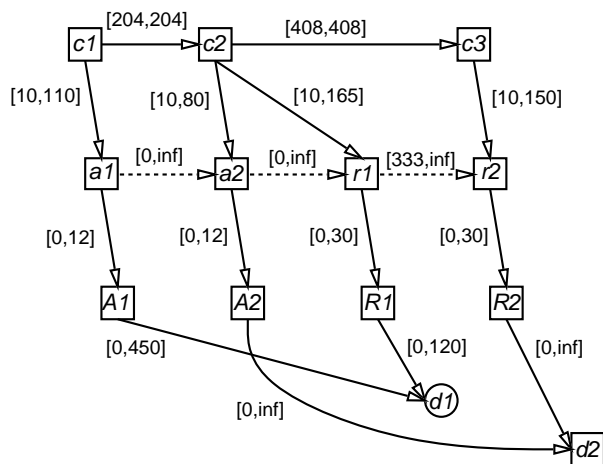 [204,204]
[408,408]
c1
c2
c3
[10,110]
[10,80]
[10,165]
[10,150]
[0,inf]
[0,inf]
[333,inf]
a1
a2
r1
r2
[0,12]
[0,12]
[0,30]
[0,30]
A1
A2
R1
R2
[0,450]
[0,120]
[0,inf]
d1
[0,inf]
d2